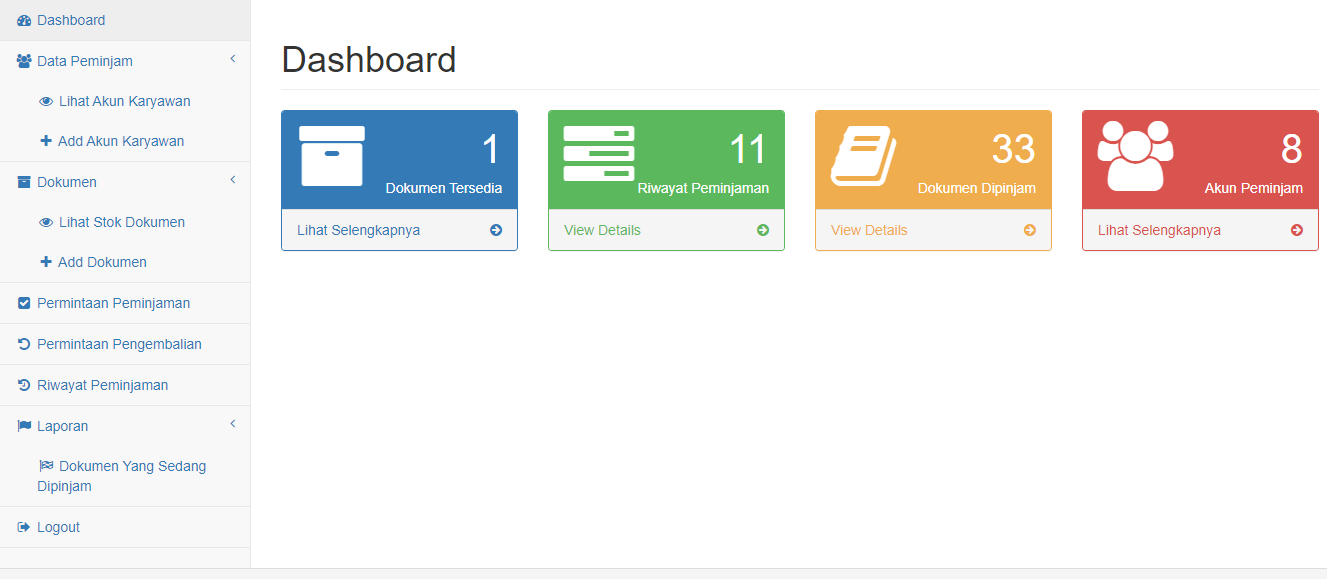 Dashboard
Data Peminjam
Lihat Akun Karyawan
Add Akun Karyawan
Dokumen
Lihat Stok Dokumen
Add Dokumen
Permintaan Peminjaman
Permintaan Pengembalian
Riwayat Peminjaman
Laporan
Dokumen Yang Sedang
Dipinjam
Logout
Dashboard
1
Dokumen Tersedia
Lihat Selengkapnya
11
Riwayat Peminjaman
View Details
33
Dokumen Dipinjam
View Details
8
Akun Peminjam
Lihat Selengkapnya